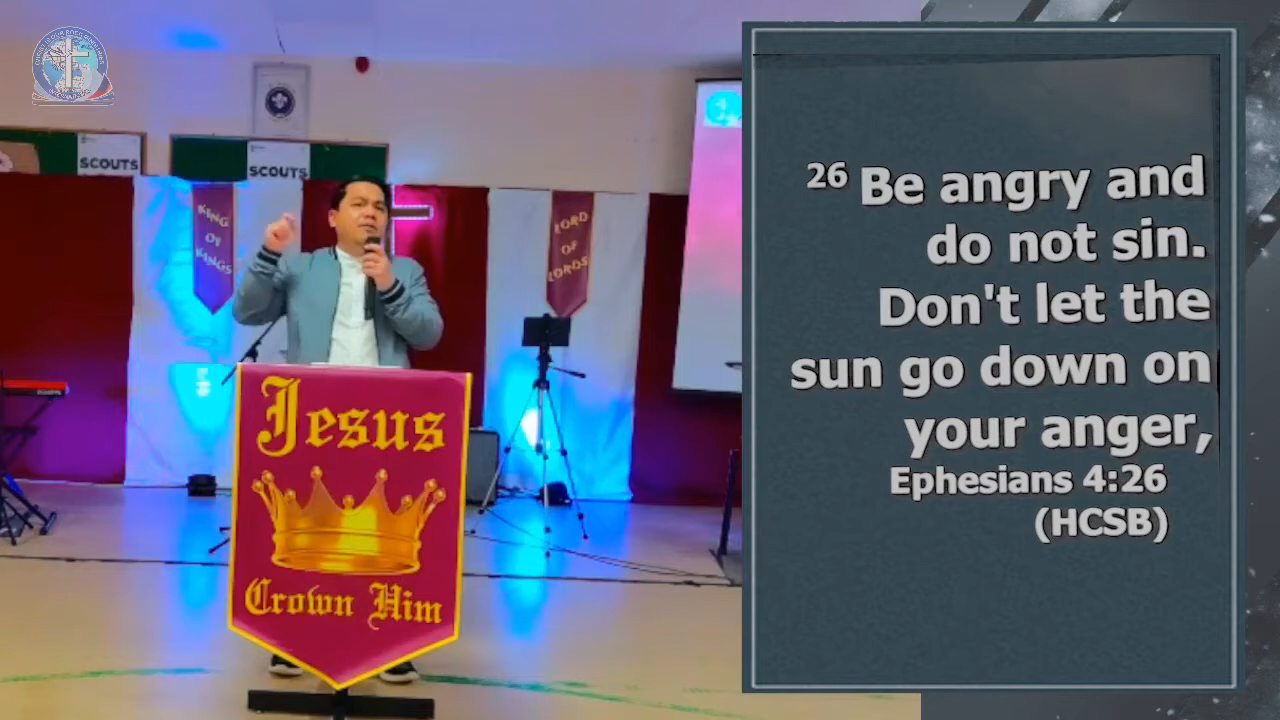 SCOUTS
SCOUTS
KING
OF
KINGS
LORD
OF
LORDS
Jesus
Crown Him
26 Be angry and
do not sin.
Don't let the
sun go down on
your anger,
Ephesians 4:26
(HCSB)